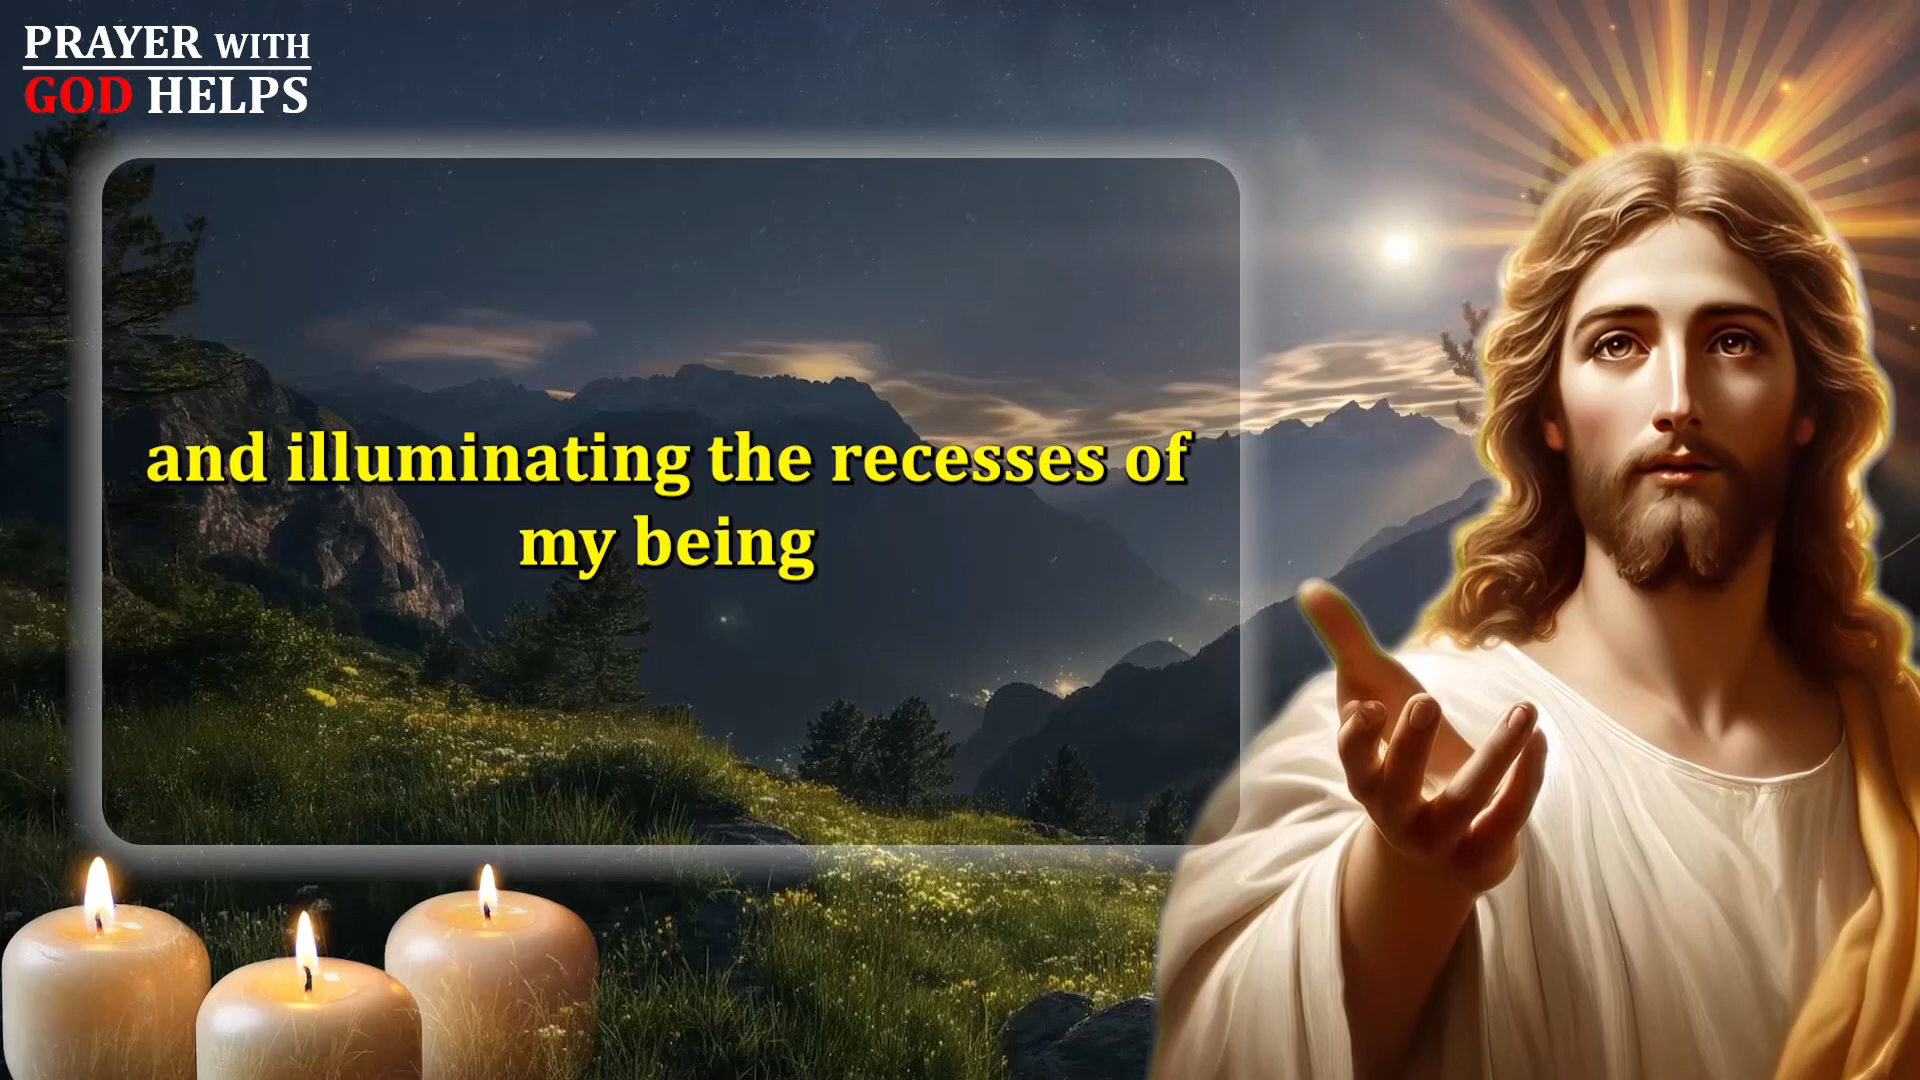 PRAYER WITH
GOD HELPS
and illuminating the recesses of
my being